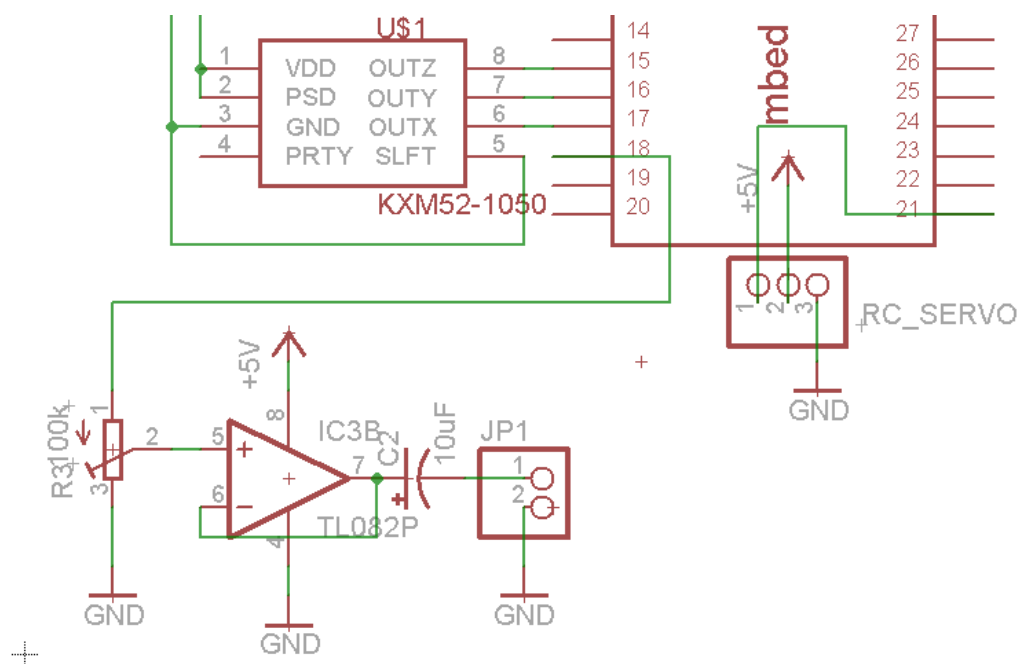 U$1
1 VDD OUTZ 8
2 PSD OUTY 7
3 GND OUTX 6
4 PRTY SLFT 5
KXM52-1050
14 27
15 26
16 25
17 24
18 23
19 22
20 21
mbed
+5V
1 2 3
RC_SERVO
GND
+5V
8
R3
100k
1
2
3
GND
5 +
6 -
7
4
IC3B
TL082P
GND
C2
10uF
+
JP1
1
2
GND